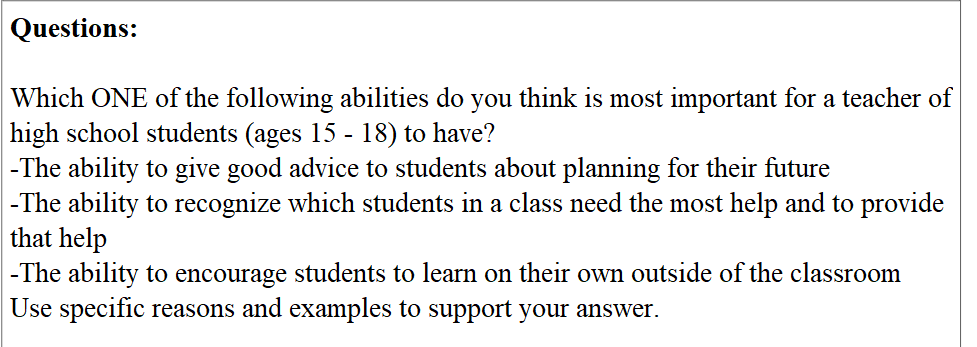 Questions:
Which ONE of the following abilities do you think is most important for a teacher of
high school students (ages 15 - 18) to have?
-The ability to give good advice to students about planning for their future
-The ability to recognize which students in a class need the most help and to provide
that help
-The ability to encourage students to learn on their own outside of the classroom
Use specific reasons and examples to support your answer.